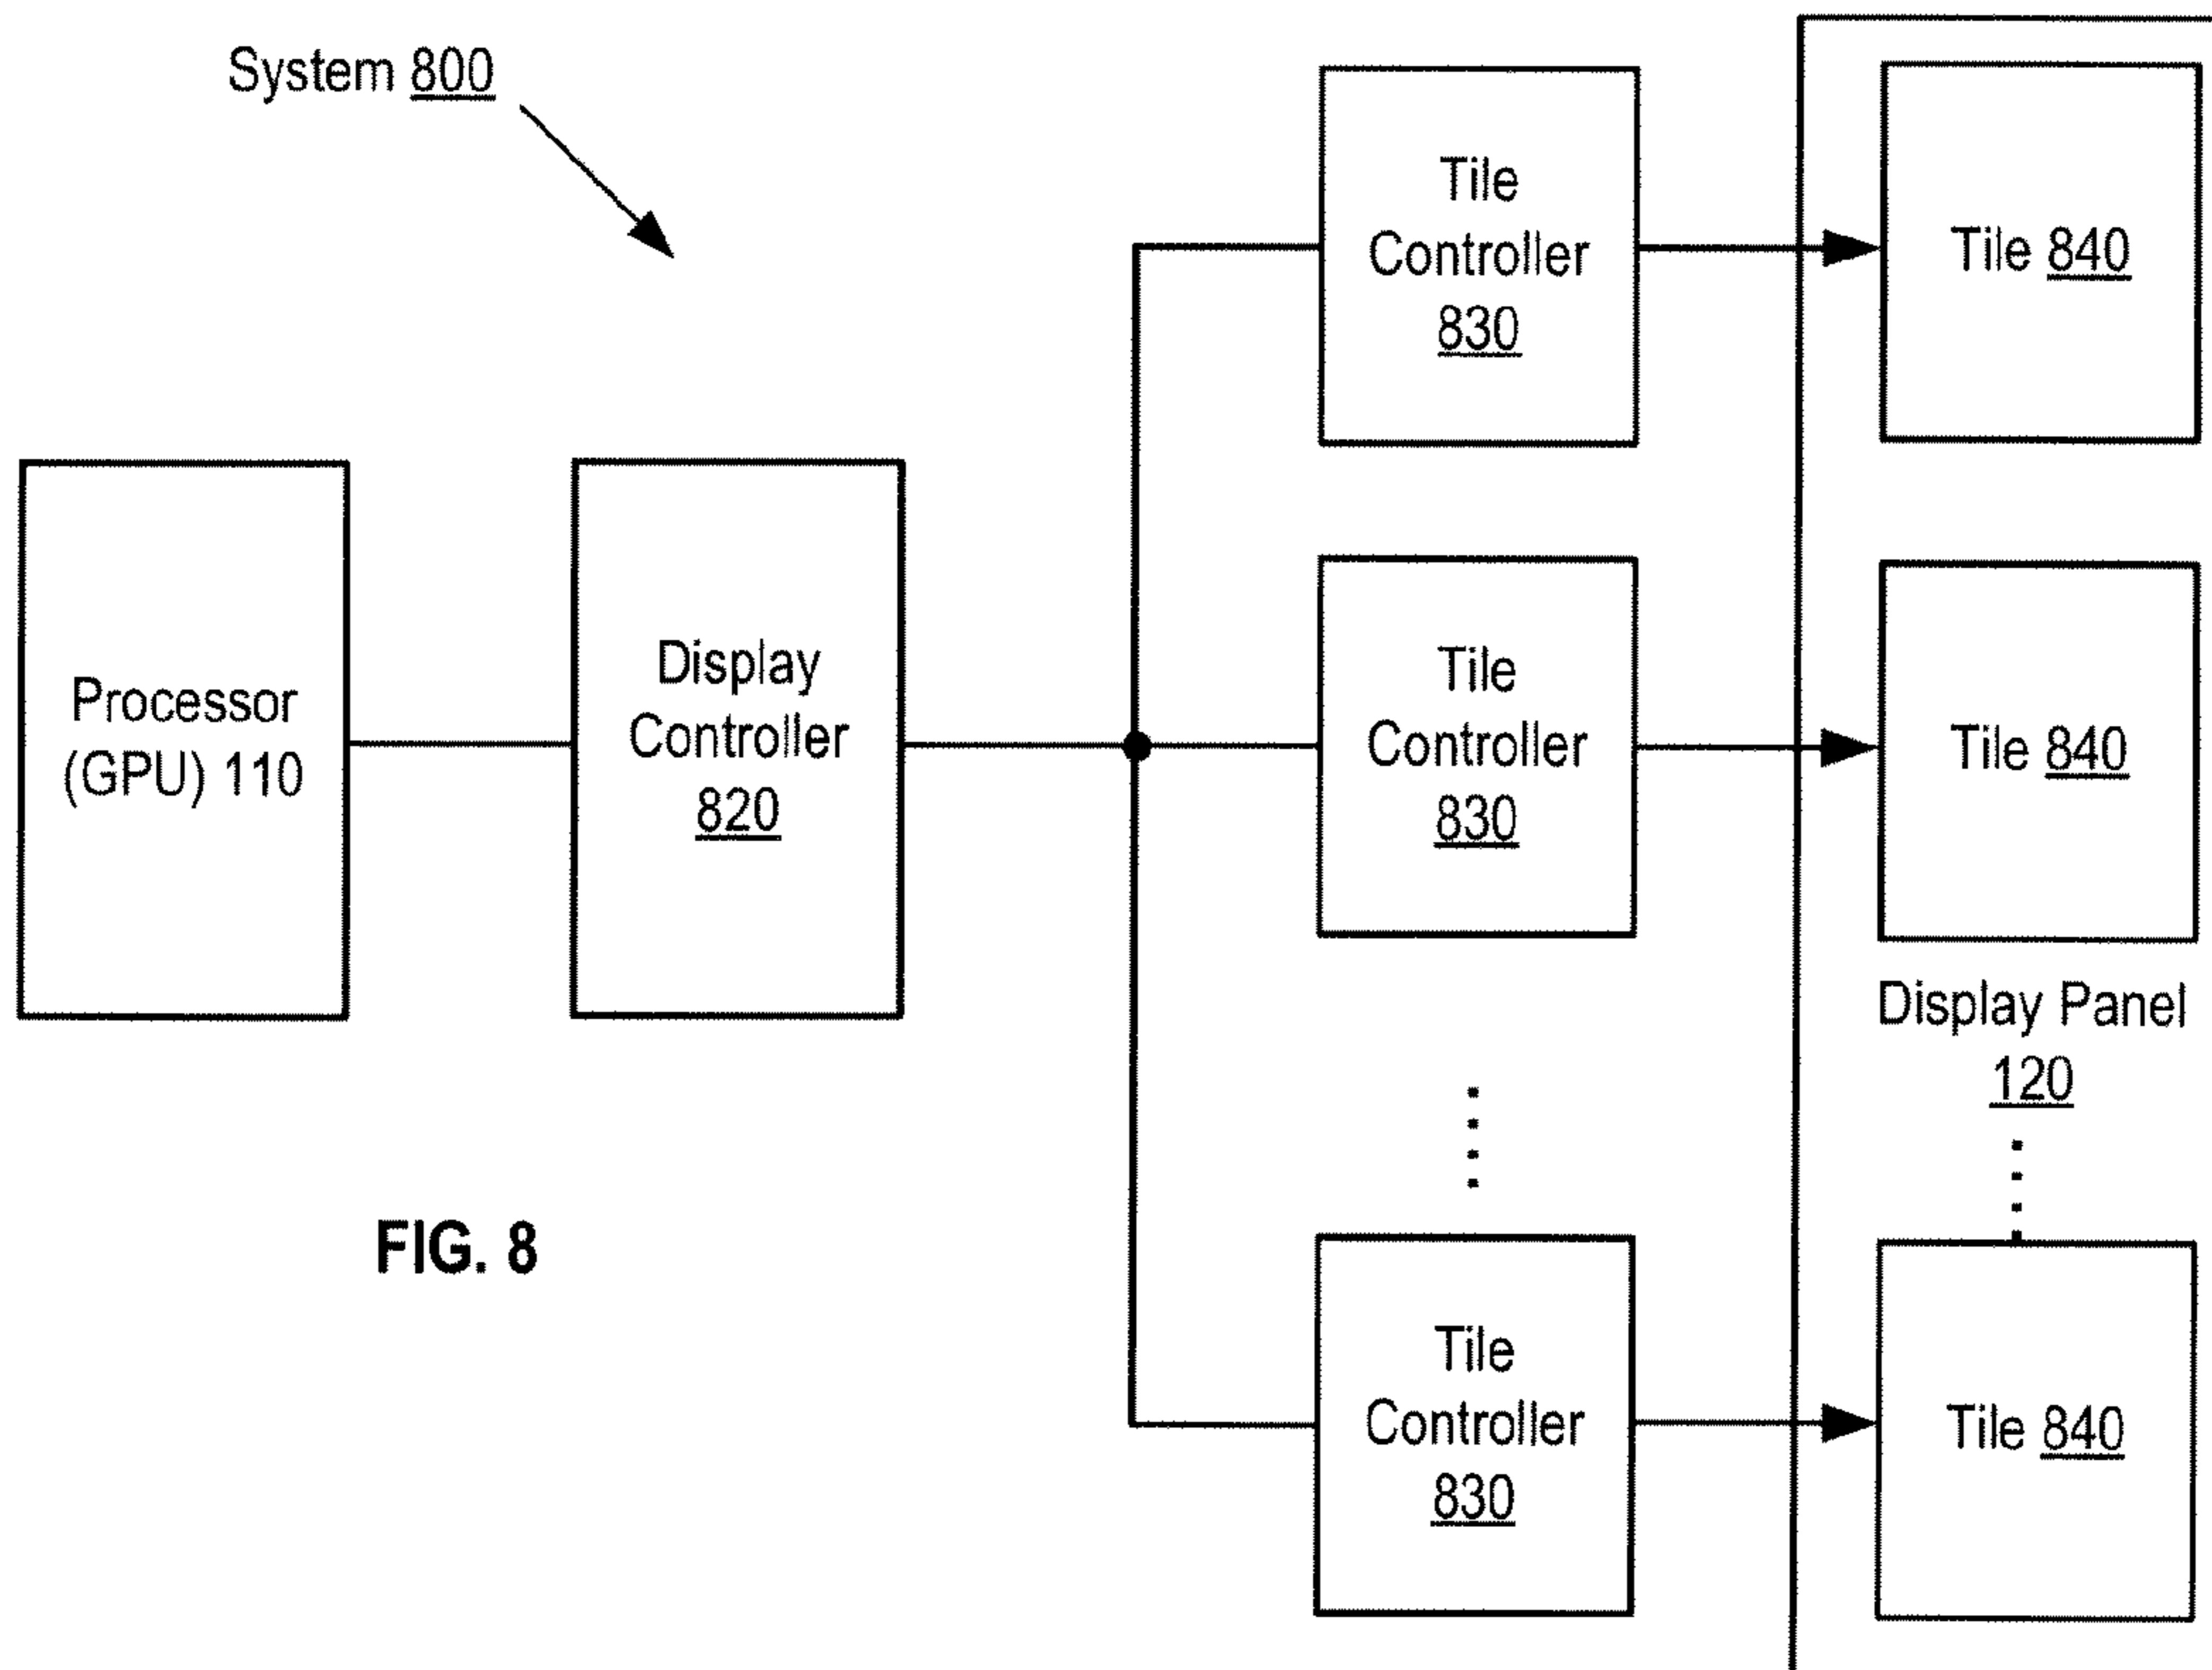 System 800
Processor
(GPU) 110
Display
Controller
820
Tile
Controller
830
Tile 840
Tile
Controller
830
Tile 840
Display Panel
120
Tile
Controller
830
Tile 840
FIG. 8